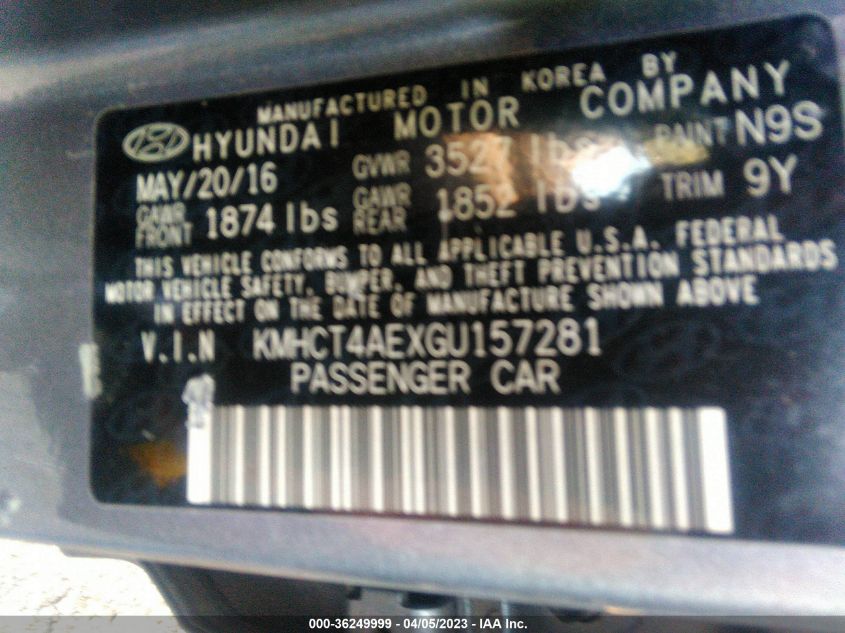 MANUFACTURED IN KOREA BY
HYUNDAI MOTOR COMPANY
MAY/20/16 GVWR 3527 lbs PAINT N9S
GAWR FRONT 1874 lbs GAWR REAR 1852 lbs TRIM 9Y
THIS VEHICLE CONFORMS TO ALL APPLICABLE U.S.A. FEDERAL
MOTOR VEHICLE SAFETY, BUMPER, AND THEFT PREVENTION STANDARDS
IN EFFECT ON THE DATE OF MANUFACTURE SHOWN ABOVE
V.I.N KMHCT4AEXGU157281
PASSENGER CAR
000-36249999 - 04/05/2023 - IAA Inc.